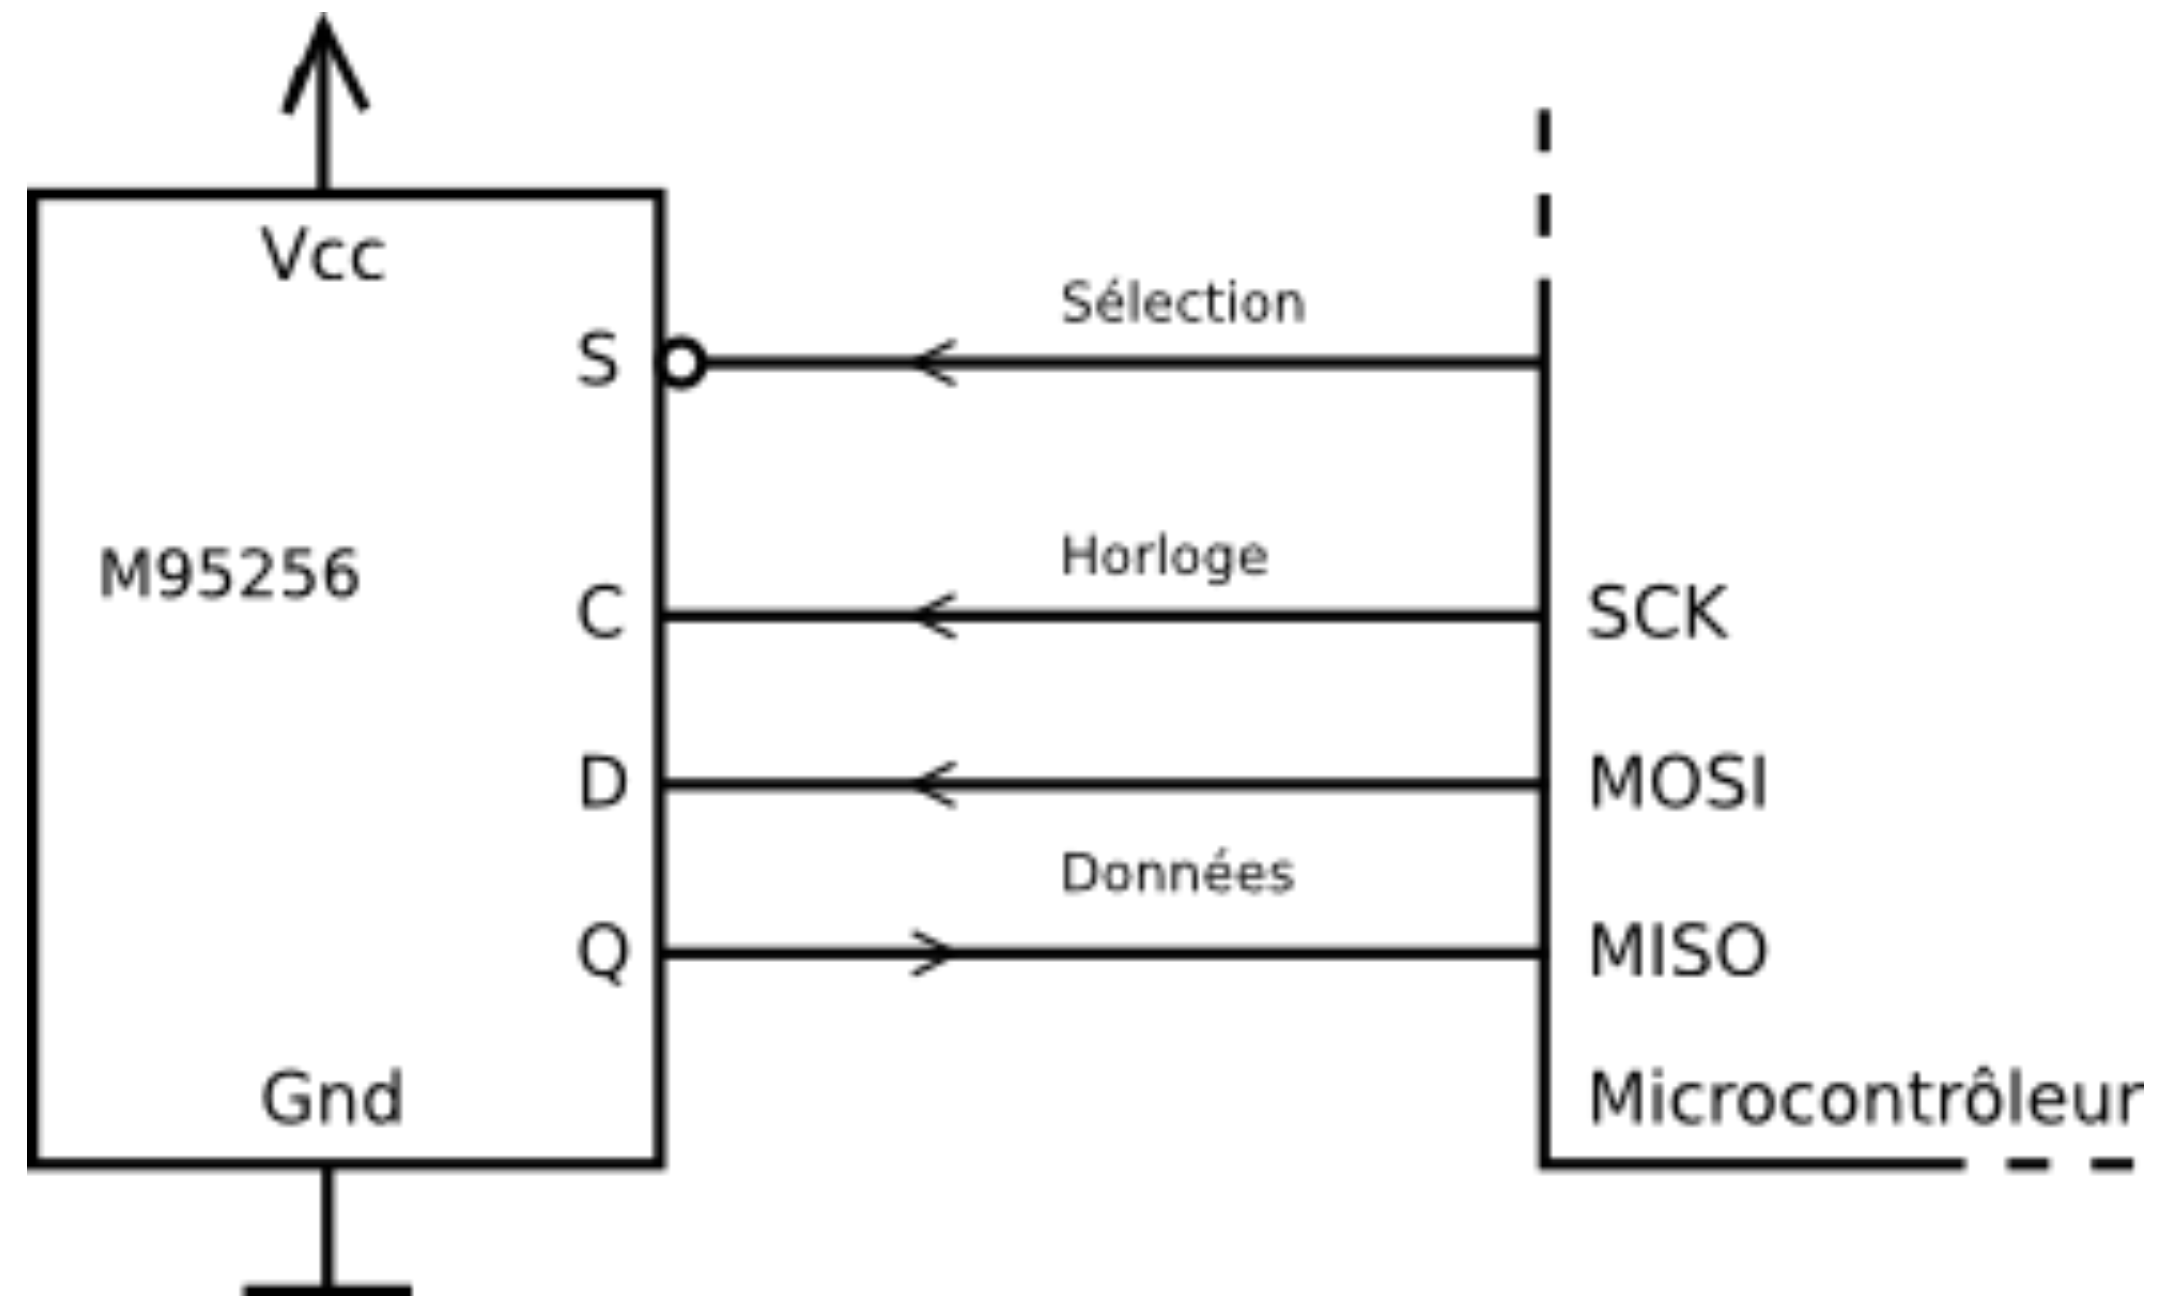 Vcc
Sélection
S
Horloge
M95256
C
SCK
D
MOSI
Données
Q
MISO
Gnd
Microcontrôleur